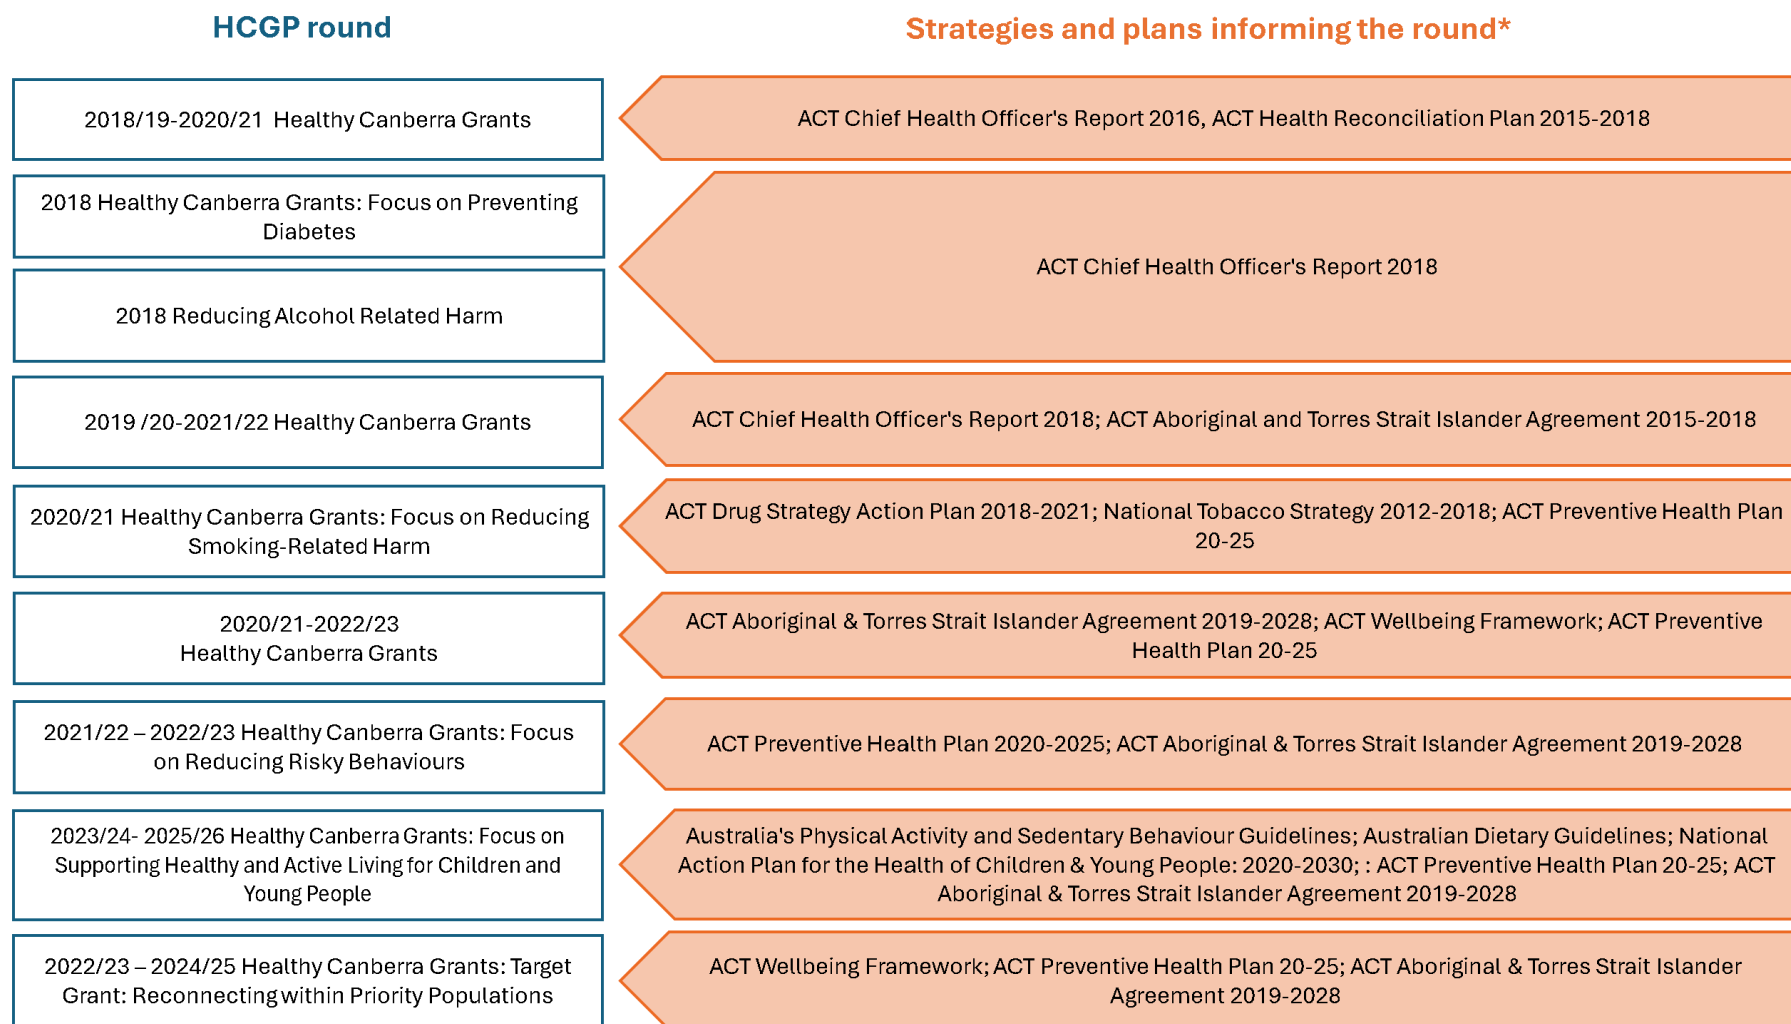 HCGP round
Strategies and plans informing the round*
2018/19-2020/21 Healthy Canberra Grants
ACT Chief Health Officer's Report 2016, ACT Health Reconciliation Plan 2015-2018
2018 Healthy Canberra Grants: Focus on Preventing
Diabetes
2018 Reducing Alcohol Related Harm
ACT Chief Health Officer's Report 2018
2019 /20-2021/22 Healthy Canberra Grants
ACT Chief Health Officer's Report 2018; ACT Aboriginal and Torres Strait Islander Agreement 2015-2018
2020/21 Healthy Canberra Grants: Focus on Reducing
Smoking-Related Harm
ACT Drug Strategy Action Plan 2018-2021; National Tobacco Strategy 2012-2018; ACT Preventive Health Plan
20-25
2020/21-2022/23
Healthy Canberra Grants
ACT Aboriginal & Torres Strait Islander Agreement 2019-2028; ACT Wellbeing Framework; ACT Preventive
Health Plan 20-25
2021/22 – 2022/23 Healthy Canberra Grants: Focus
on Reducing Risky Behaviours
ACT Preventive Health Plan 2020-2025; ACT Aboriginal & Torres Strait Islander Agreement 2019-2028
2023/24- 2025/26 Healthy Canberra Grants: Focus on
Supporting Healthy and Active Living for Children and
Young People
Australia's Physical Activity and Sedentary Behaviour Guidelines; Australian Dietary Guidelines; National
Action Plan for the Health of Children & Young People: 2020-2030; : ACT Preventive Health Plan 20-25; ACT
Aboriginal & Torres Strait Islander Agreement 2019-2028
2022/23 – 2024/25 Healthy Canberra Grants: Target
Grant: Reconnecting within Priority Populations
ACT Wellbeing Framework; ACT Preventive Health Plan 20-25; ACT Aboriginal & Torres Strait Islander
Agreement 2019-2028